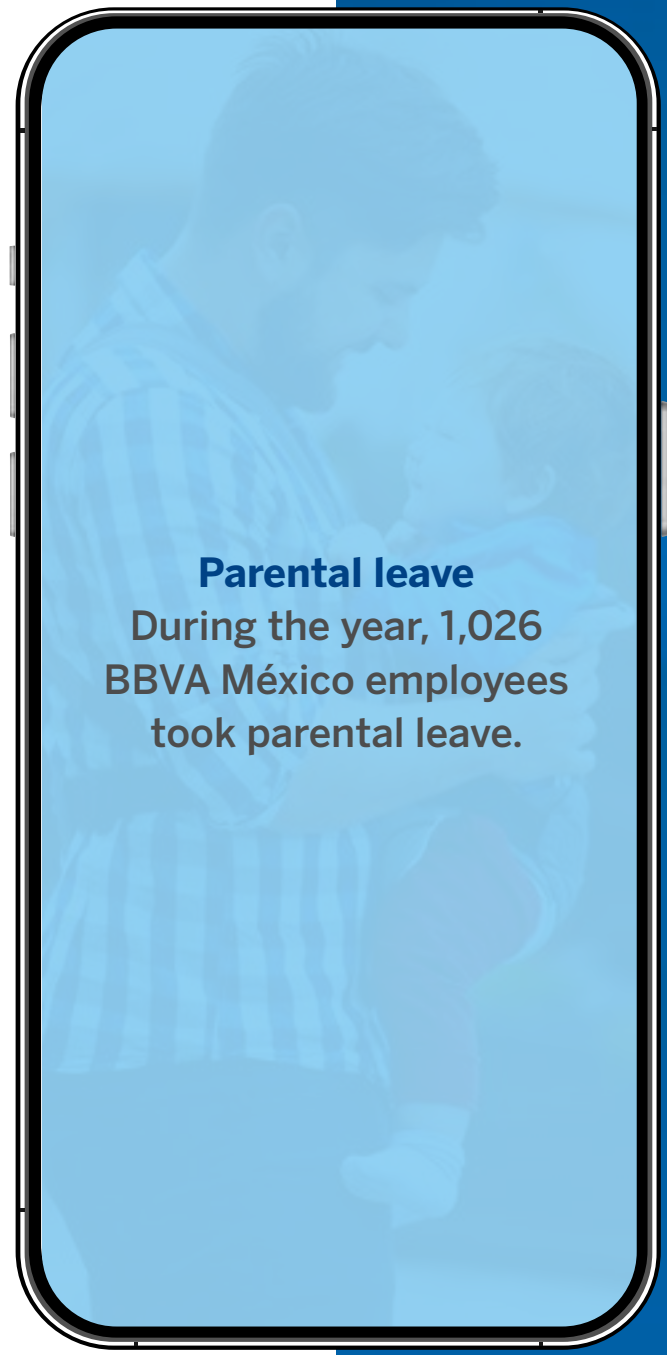 Parental leave
During the year, 1,026
BBVA México employees
took parental leave.